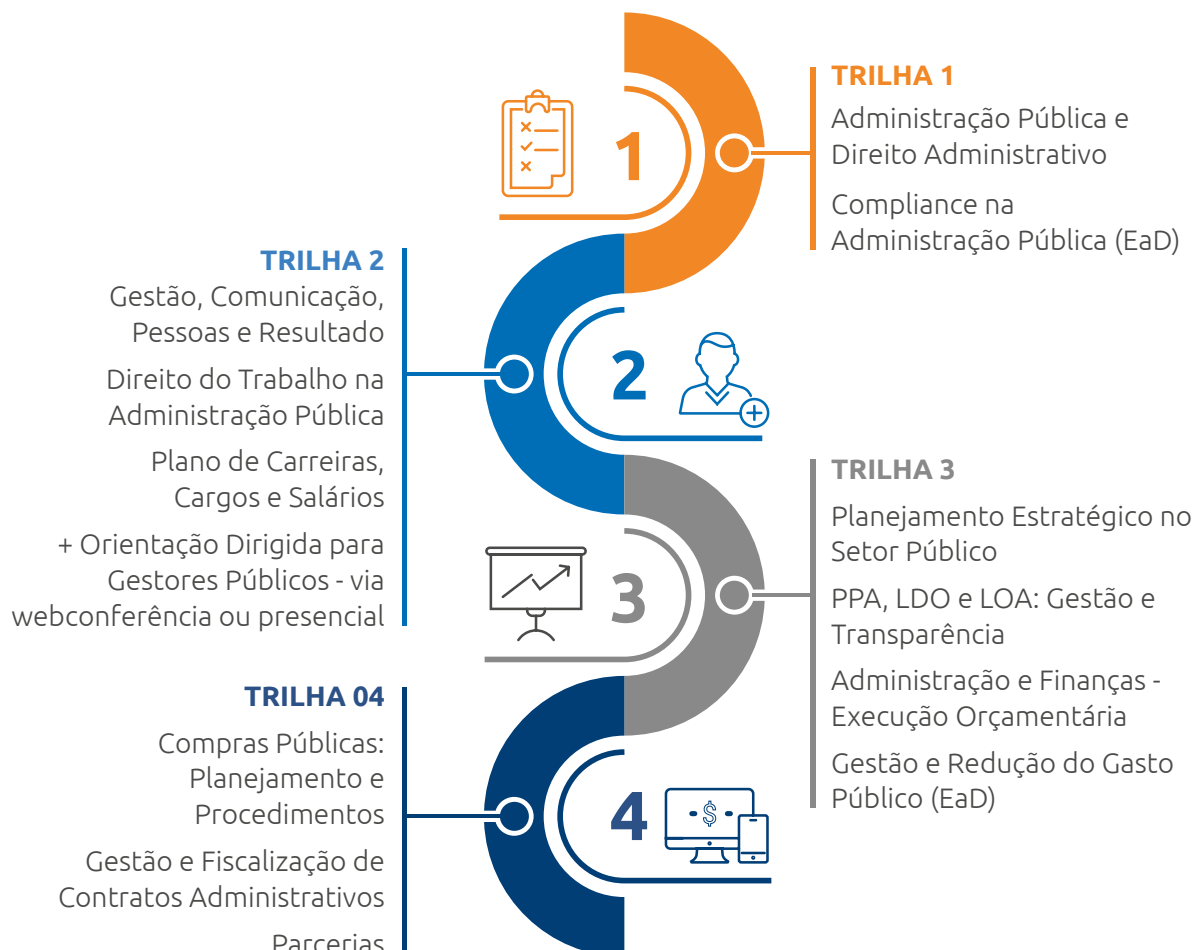 1
TRILHA 1
Administração Pública e
Direito Administrativo
Compliance na
Administração Pública (EaD)
TRILHA 2
Gestão, Comunicação,
Pessoas e Resultado
Direito do Trabalho na
Administração Pública
Plano de Carreiras,
Cargos e Salários
+ Orientação Dirigida para
Gestores Públicos - via
webconferência ou presencial
2
TRILHA 3
Planejamento Estratégico no
Setor Público
PPA, LDO e LOA: Gestão e
Transparência
Administração e Finanças -
Execução Orçamentária
Gestão e Redução do Gasto
Público (EaD)
3
TRILHA 04
Compras Públicas:
Planejamento e
Procedimentos
Gestão e Fiscalização de
Contratos Administrativos
Parcerias
4
$